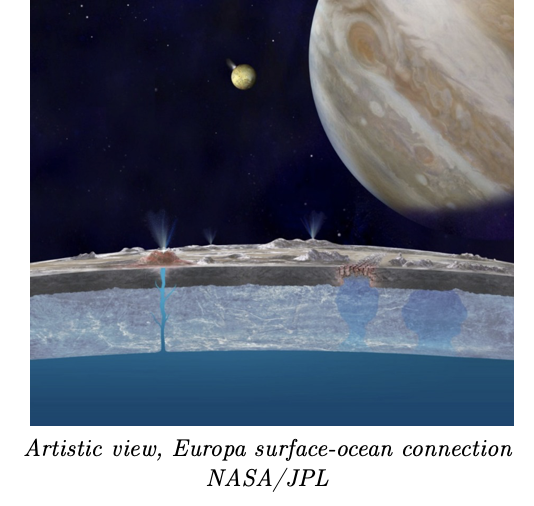 Artistic view, Europa surface-ocean connection
NASA/JPL